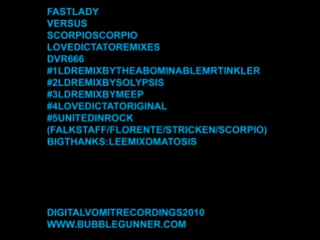 FASTLADY
VERSUS
SCORPIOSCORPIO
LOVEDICTATOREMIXES
DVR666
#1LDREMIXBYTHEABOMINABLEMRTINKLER
#2LDREMIXBYSOLYPSIS
#3LDREMIXBYMEEP
#4LOVEDICTATORIGINAL
#5UNITEDINROCK
(FALKSTAFF/FLORENTE/STRICKEN/SCORPIO)
BIGTHANKS:LEEMIXOMATOSIS
DIGITALVOMITRECORDINGS2010
WWW.BUBBLEGUNNER.COM